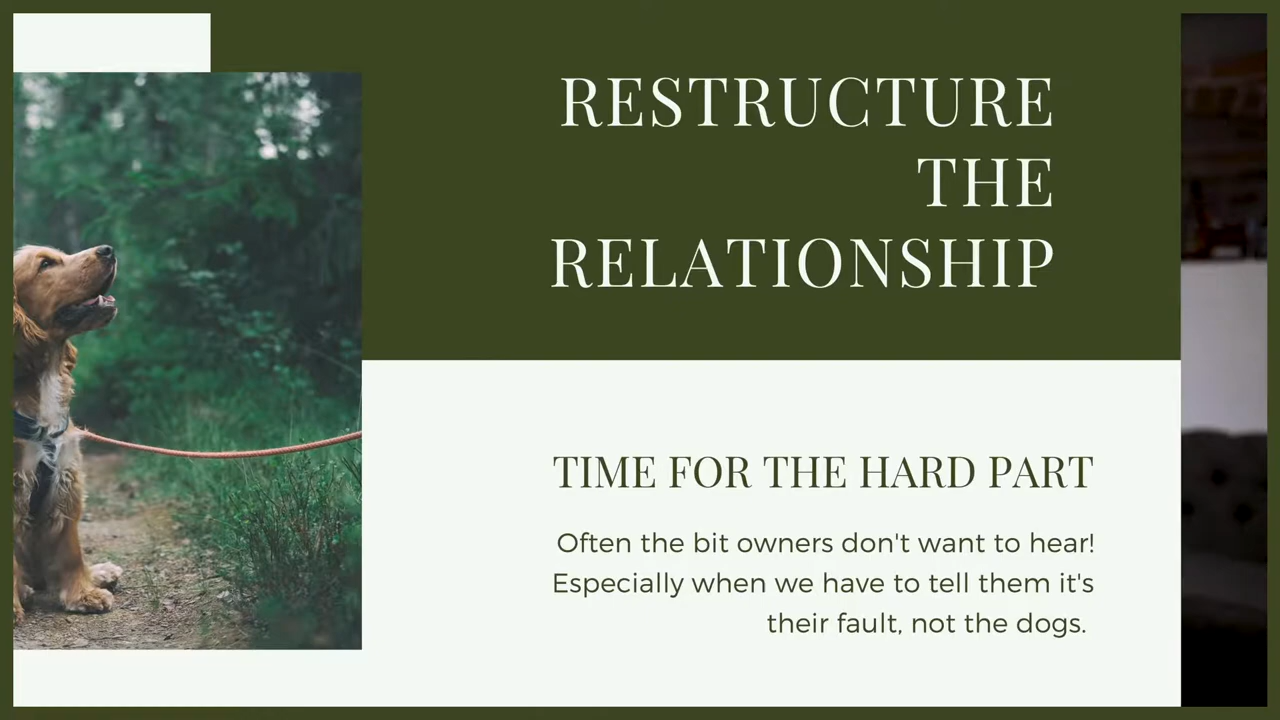 RESTRUCTURE
THE
RELATIONSHIP
TIME FOR THE HARD PART
Often the bit owners don't want to hear!
Especially when we have to tell them it's
their fault, not the dogs.